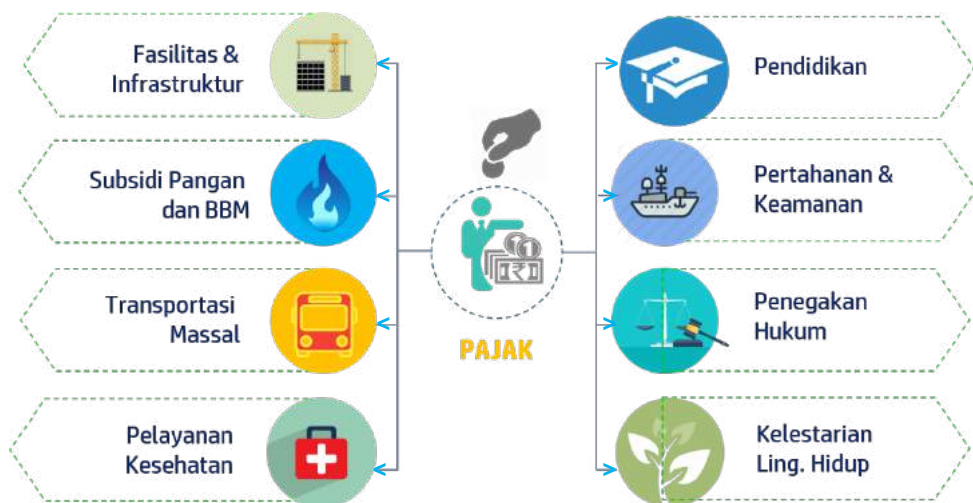 Fasilitas &
Infrastruktur
Subsidi Pangan
dan BBM
Transportasi
Massal
Pelayanan
Kesehatan
PAJAK
Pendidikan
Pertahanan &
Keamanan
Penegakan
Hukum
Kelestarian
Ling. Hidup